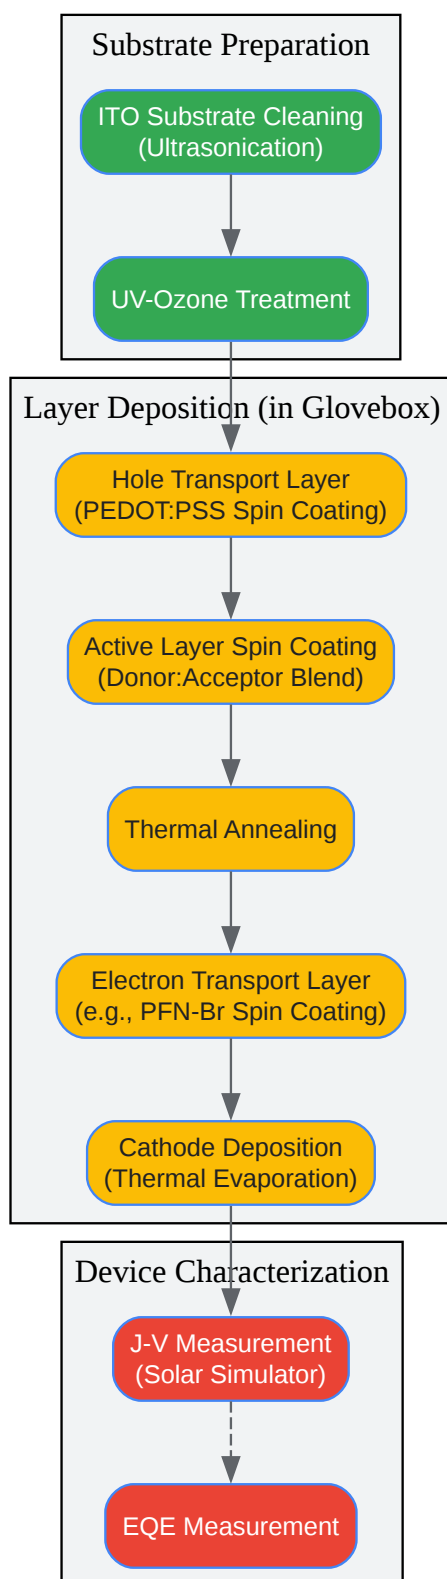 Substrate Preparation
ITO Substrate Cleaning
(Ultrasonication)
UV-Ozone Treatment
Layer Deposition (in Glovebox)
Hole Transport Layer
(PEDOT:PSS Spin Coating)
Active Layer Spin Coating
(Donor:Acceptor Blend)
Thermal Annealing
Electron Transport Layer
(e.g., PFN-Br Spin Coating)
Cathode Deposition
(Thermal Evaporation)
Device Characterization
J-V Measurement
(Solar Simulator)
EQE Measurement